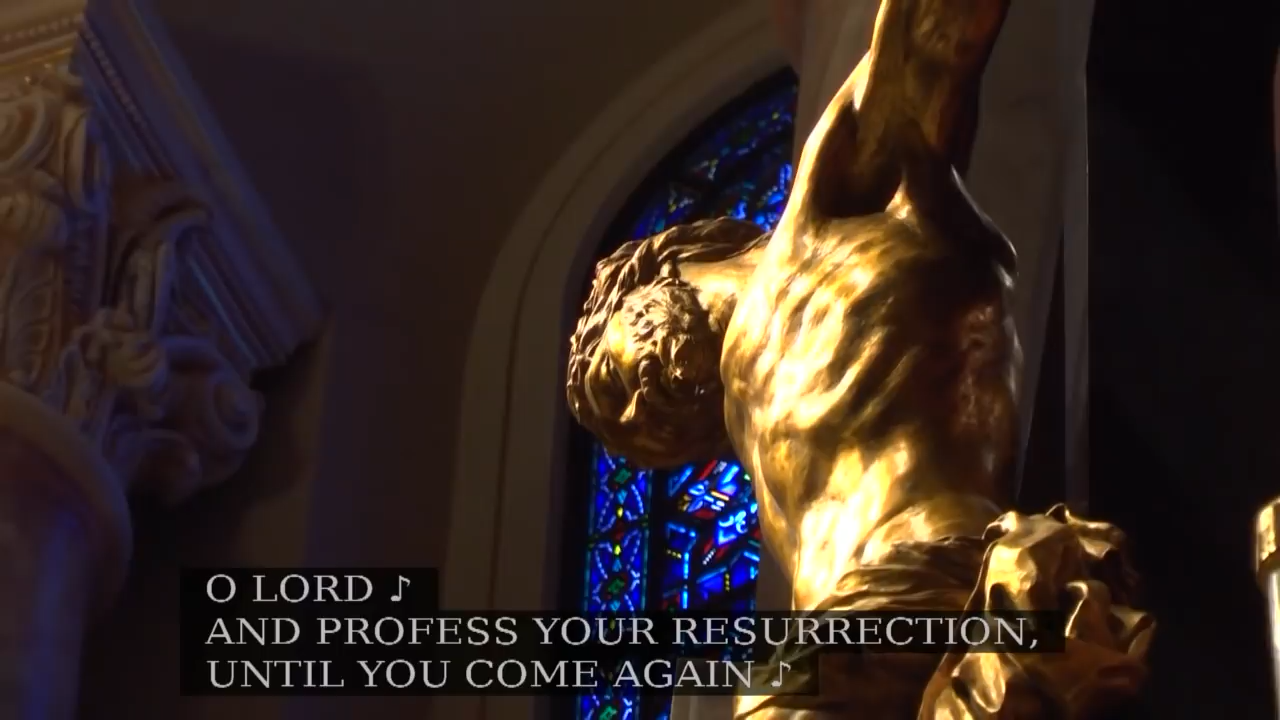 O LORD ♪
AND PROFESS YOUR RESURRECTION,
UNTIL YOU COME AGAIN ♪